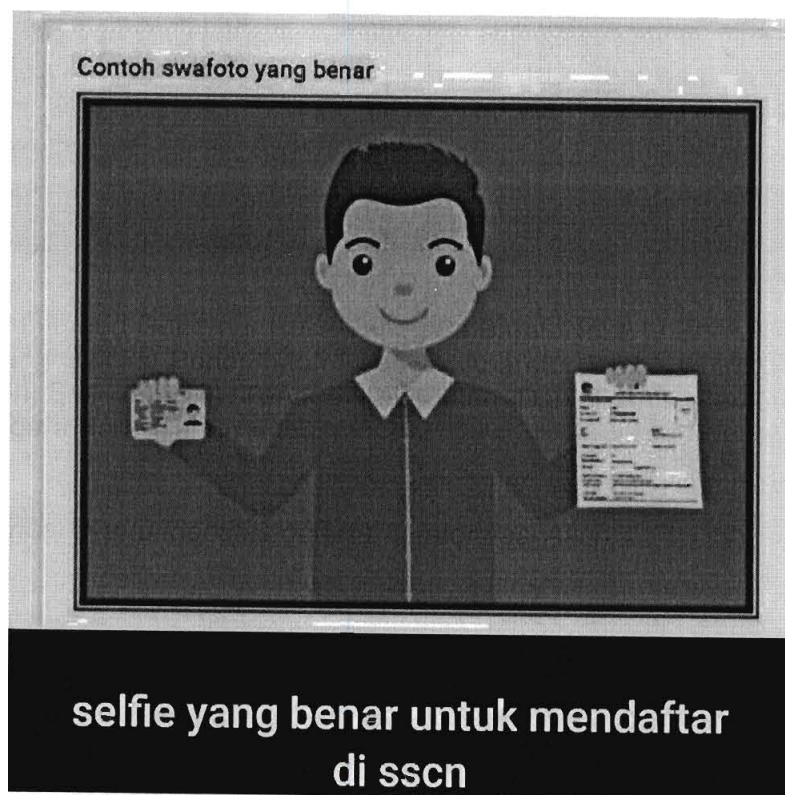 Contoh swafoto yang benar
selfie yang benar untuk mendaftar
di sscn